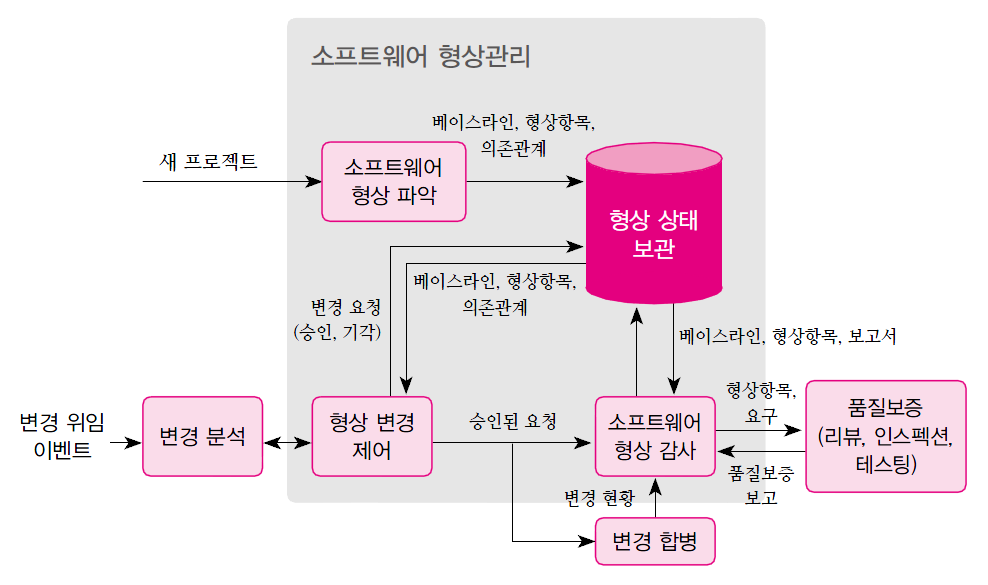 소프트웨어 형상관리
베이스라인, 형상항목,
의존관계
새 프로젝트
소프트웨어
형상 파악
형상 상태
보관
베이스라인, 형상항목,
의존관계
변경 요청
(승인, 기각)
베이스라인, 형상항목, 보고서
변경 위임
이벤트
변경 분석
형상 변경
제어
승인된 요청
소프트웨어
형상 감사
형상항목,
요구
품질보증
(리뷰, 인스펙션,
테스팅)
품질보증
보고
변경 현황
변경 합병